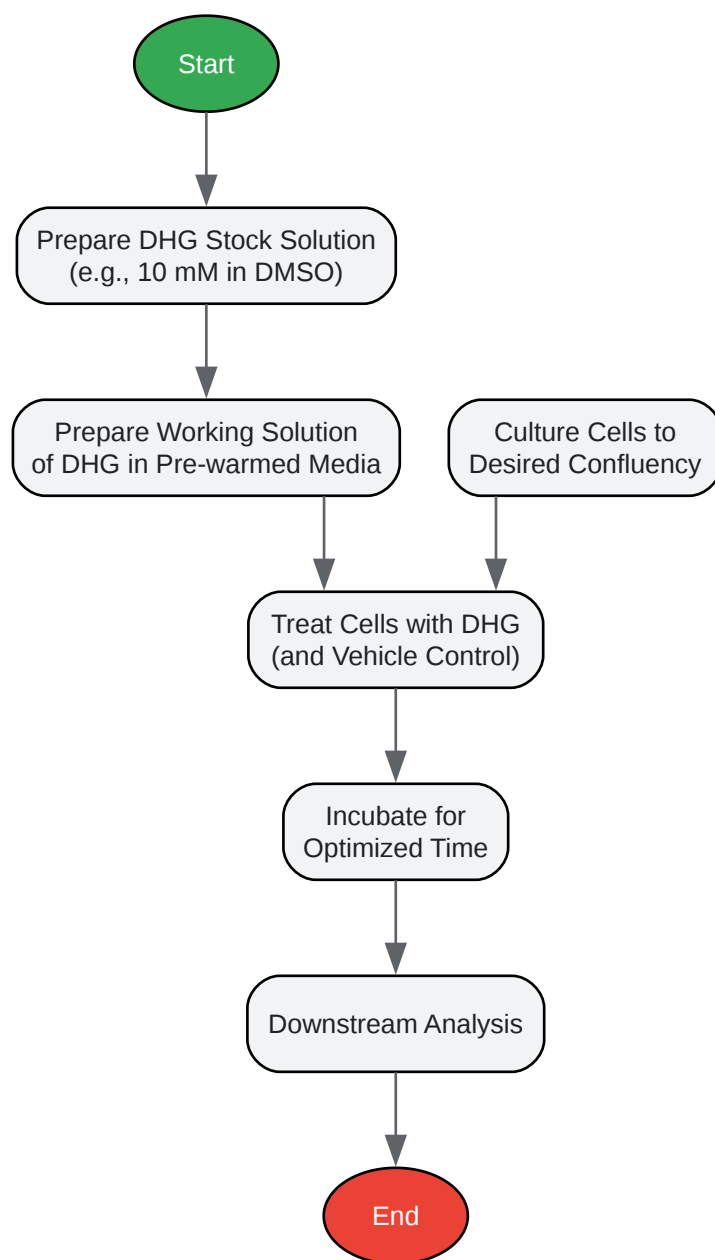 Start
Prepare DHG Stock Solution
(e.g., 10 mM in DMSO)
Prepare Working Solution
of DHG in Pre-warmed Media
Culture Cells to
Desired Confluency
Treat Cells with DHG
(and Vehicle Control)
Incubate for
Optimized Time
Downstream Analysis
End